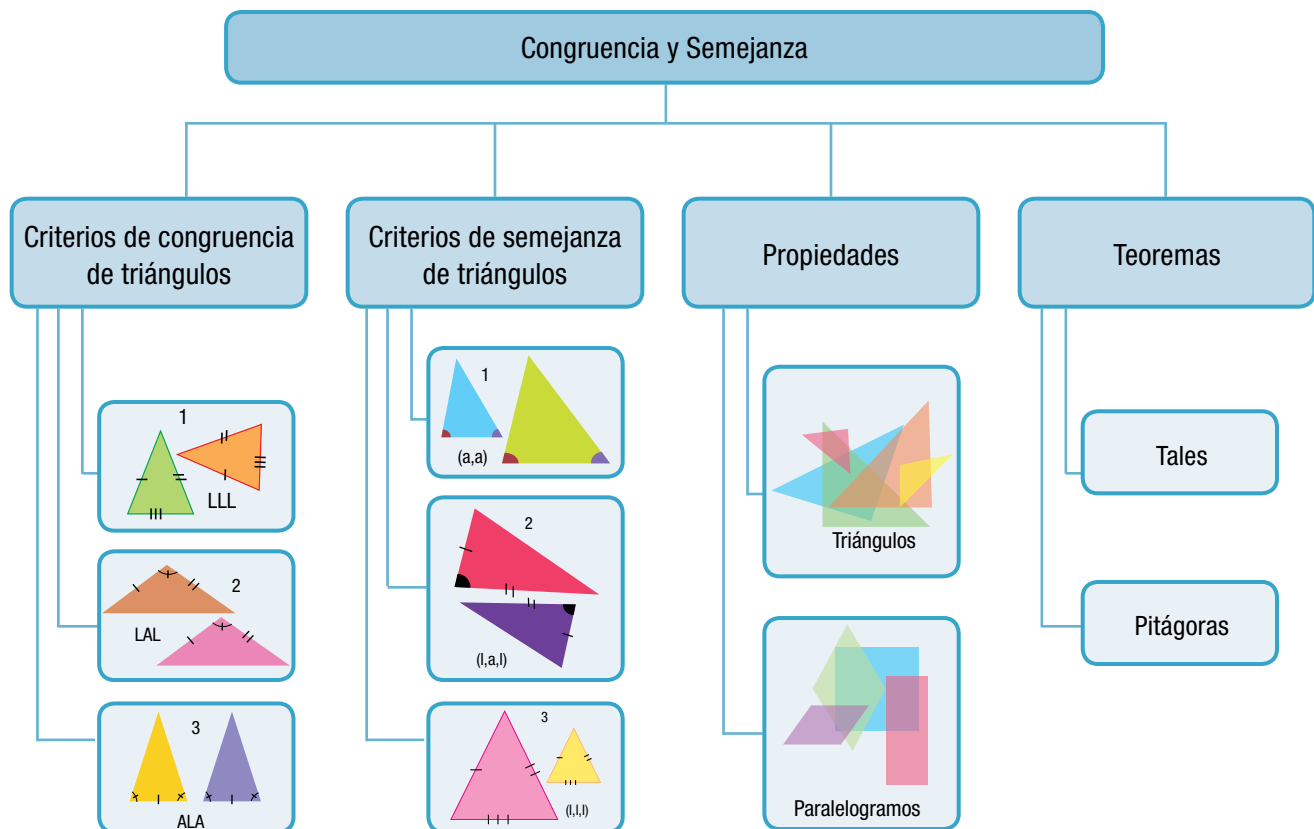 Congruencia y Semejanza
Criterios de congruencia
de triángulos
1
LLL
2
LAL
3
ALA
Criterios de semejanza
de triángulos
1
(a,a)
2
(l,a,l)
3
(l,l,l)
Propiedades
Triángulos
Paralelogramos
Teoremas
Tales
Pitágoras